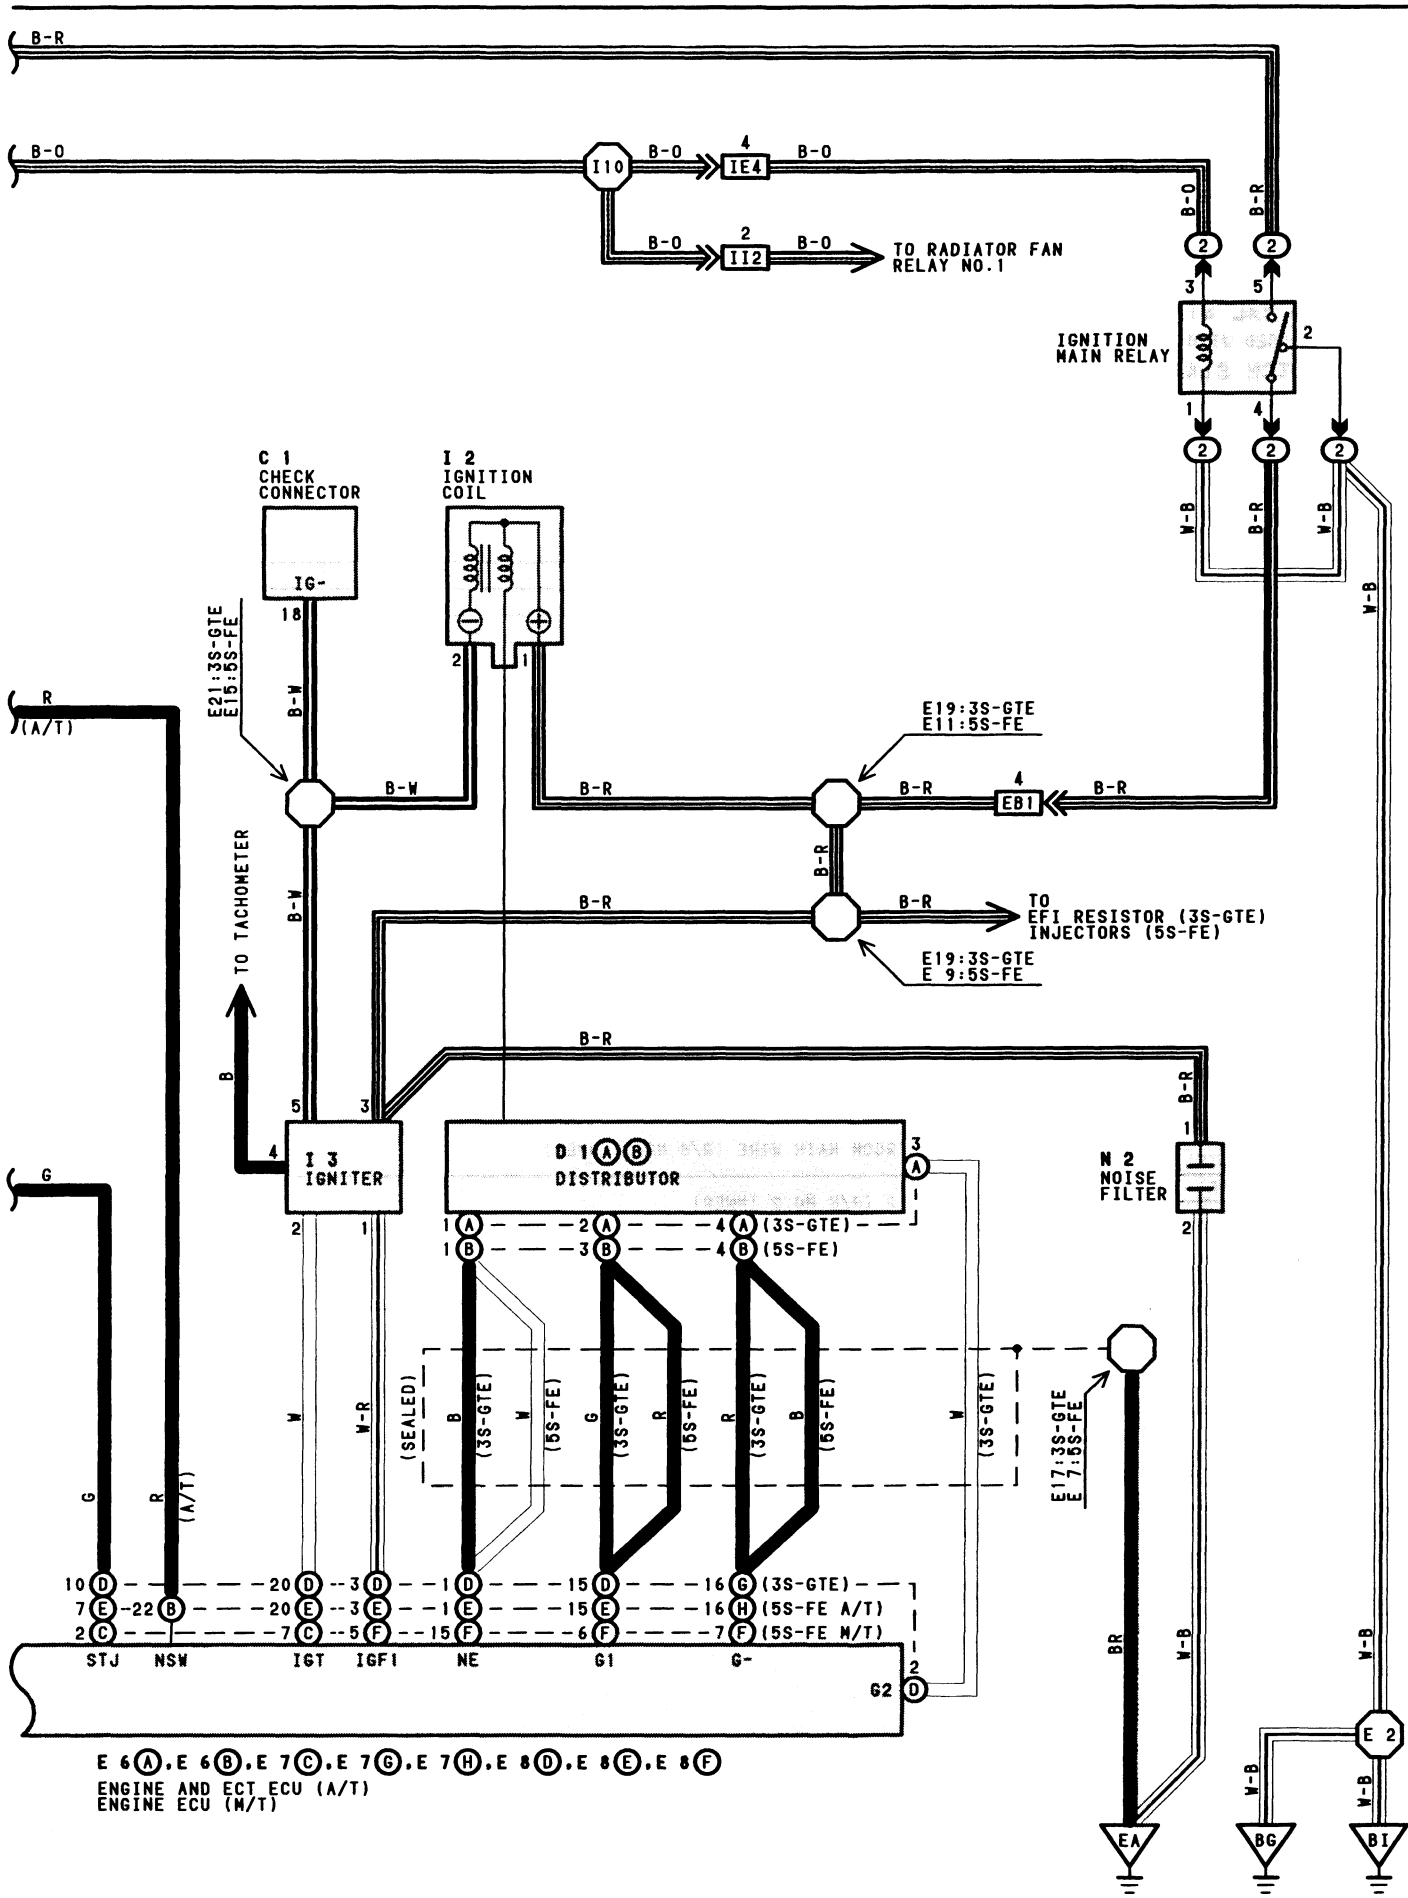 B-R
B-O
I10
B-O
4
IE4
B-O
B-O
B-R
B-O
2
II2
B-O
TO RADIATOR FAN
RELAY NO.1
2
2
3
5
IGNITION
MAIN RELAY
2
1
4
2
2
2
W-B
B-R
W-B
W-B
C 1
CHECK
CONNECTOR
IG-
18
I 2
IGNITION
COIL
2
1
E21:3S-GTE
E15:5S-FE
B-W
R
(A/T)
E19:3S-GTE
E11:5S-FE
B-W
B-R
B-R
4
EB1
B-R
B-R
TO TACHOMETER
B-W
B-R
B-R
TO
EFI RESISTOR (3S-GTE)
INJECTORS (5S-FE)
E19:3S-GTE
E 9:5S-FE
B-R
B
B-R
5
3
4
I 3
IGNITER
2
1
D 1 A B
DISTRIBUTOR
3
A
1
N 2
NOISE
FILTER
2
G
1 A 2 A 4 A (3S-GTE)
1 B 3 B 4 B (5S-FE)
(SEALED)
B
(3S-GTE)
W
(5S-FE)
G
(3S-GTE)
R
(5S-FE)
R
(3S-GTE)
B
(5S-FE)
W
(3S-GTE)
E17:3S-GTE
E 7:5S-FE
W
W-R
G
R
(A/T)
10 D 20 D 3 D 1 D 15 D 16 G (3S-GTE)
7 E 22 B 20 E 3 E 1 E 15 E 16 H (5S-FE A/T)
2 C 7 C 5 F 15 F 6 F 7 F (5S-FE M/T)
STJ NSW IGT IGF1 NE G1 G-
2
G2 D
BR
W-B
W-B
E 2
W-B
W-B
E 6 A, E 6 B, E 7 C, E 7 G, E 7 H, E 8 D, E 8 E, E 8 F
ENGINE AND ECT ECU (A/T)
ENGINE ECU (M/T)
EA
BG
BI